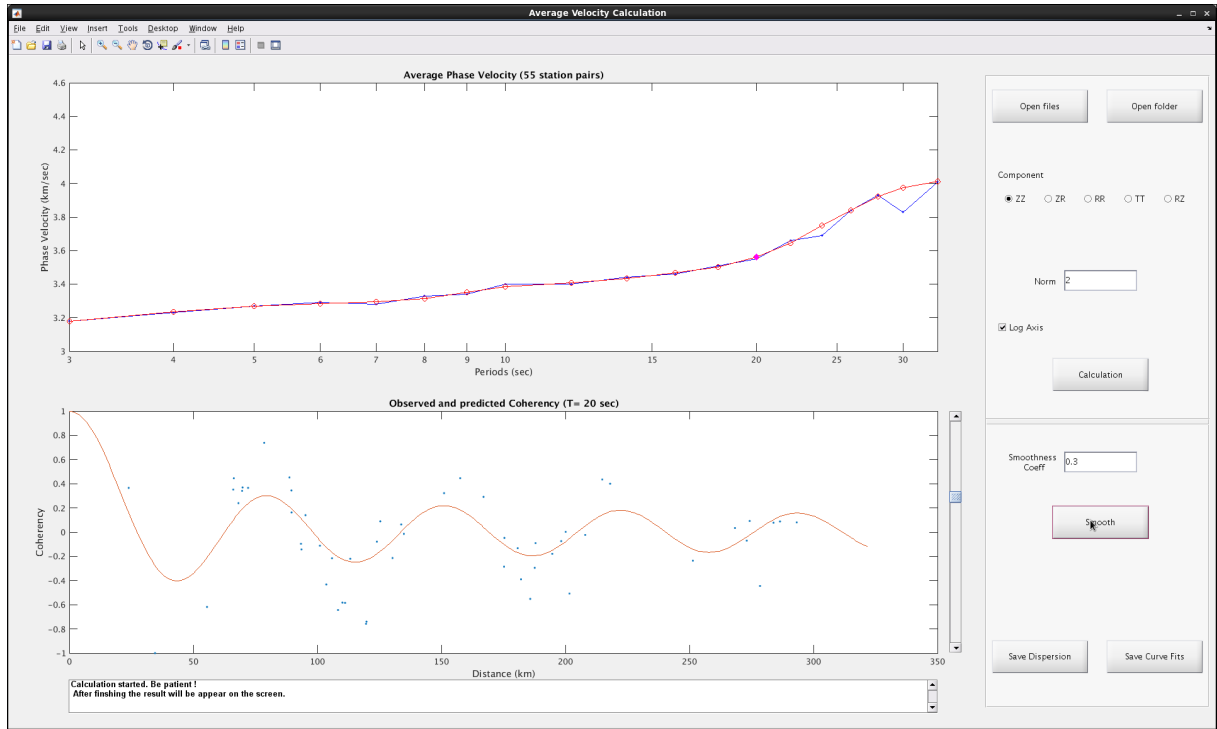 Average Velocity Calculation
File Edit View Insert Tools Desktop Window Help
Average Phase Velocity (55 station pairs)
4.6
4.4
4.2
4
3.8
3.6
3.4
3.2
3
Phase Velocity (km/sec)
3 4 5 6 7 8 9 10 15 20 25 30
Periods (sec)
Observed and predicted Coherency (T= 20 sec)
1
0.8
0.6
0.4
0.2
0
−0.2
−0.4
−0.6
−0.8
−1
Coherency
0 50 100 150 200 250 300 350
Distance (km)
Calculation started. Be patient !
After finshing the result will be appear on the screen.
Open files Open folder
Component
ZZ ZR RR TT RZ
Norm 2
Log Axis
Calculation
Smoothness
Coeff 0.3
Smooth
Save Dispersion Save Curve Fits